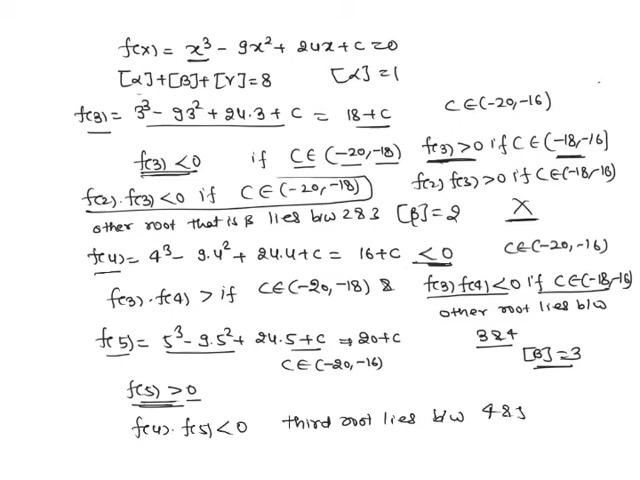 f(x) = x³ - 9x² + 24x + c = 0
[α]+[β]+[γ] = 8 [α] = 1
f(3) = 3³ - 93² + 24.3 + c = 18+c c∈(-20,-16)
f(3) <0 if c∈(-20,-18) f(3)>0 if c∈(-18,-16]
f(2).f(3) <0 if c∈(-20,-18) f(2) f(3)>0 if c∈(-18,-16)
other root that is β lies b/w 2&3 [β]=2 X
f(4) = 4³ - 9.4² + 24.4+c = 16+c <0 c∈(-20,-16)
f(3).f(4) > if c∈(-20,-18) & f(3) f(4) <0 if c∈(-18,-16)
other root lies b/w
f(5) = 5³ - 9.5² + 24.5+c ⇒ 20+c 3&4
c∈(-20,-16) [β]=3
f(5) >0
f(4).f(5)<0 third root lies b/w 4&5